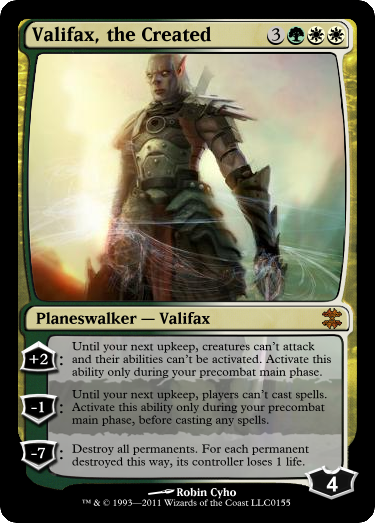 Valifax, the Created 3
Planeswalker — Valifax
+2: Until your next upkeep, creatures can't attack
and their abilities can't be activated. Activate this
ability only during your precombat main phase.
-1: Until your next upkeep, players can't cast spells.
Activate this ability only during your precombat
main phase, before casting any spells.
-7: Destroy all permanents. For each permanent
destroyed this way, its controller loses 1 life.
4
Robin Cyho
™ & © 1993—2011 Wizards of the Coast LLC0155